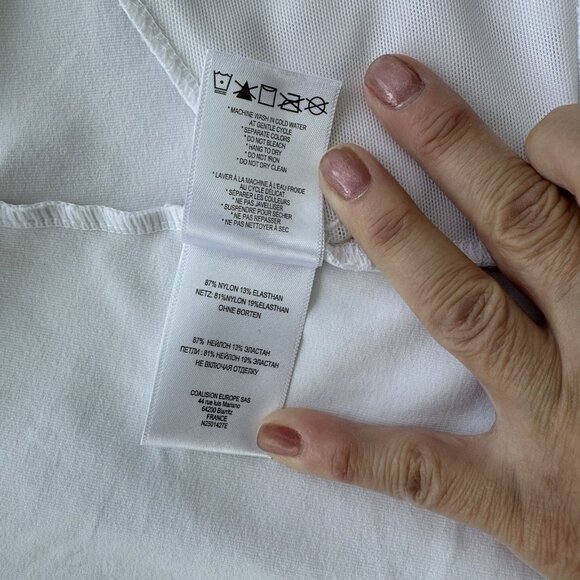 * MACHINE WASH IN COLD WATER
AT GENTLE CYCLE
* SEPARATE COLORS
* DO NOT BLEACH
* HANG TO DRY
* DO NOT IRON
* DO NOT DRY CLEAN
* LAVER À LA MACHINE À L'EAU FROIDE
AU CYCLE DÉLICAT
* SÉPARER LES COULEURS
* NE PAS JAVELLISER
* SUSPENDRE POUR SÉCHER
* NE PAS REPASSER
* NE PAS NETTOYER À SEC
87% NYLON 13% ELASTHAN
NETZ: 81%NYLON 19%ELASTHAN
OHNE BORTEN
87% НЕЙЛОН 13% ЭЛАСТАН
ПЕТЛИ : 81% НЕЙЛОН 19% ЭЛАСТАН
НЕ ВКЛЮЧАЯ ОТДЕЛКУ
COALISION EUROPE SAS
44 rue luis Mariano
64200 Biarritz
FRANCE
N251427E